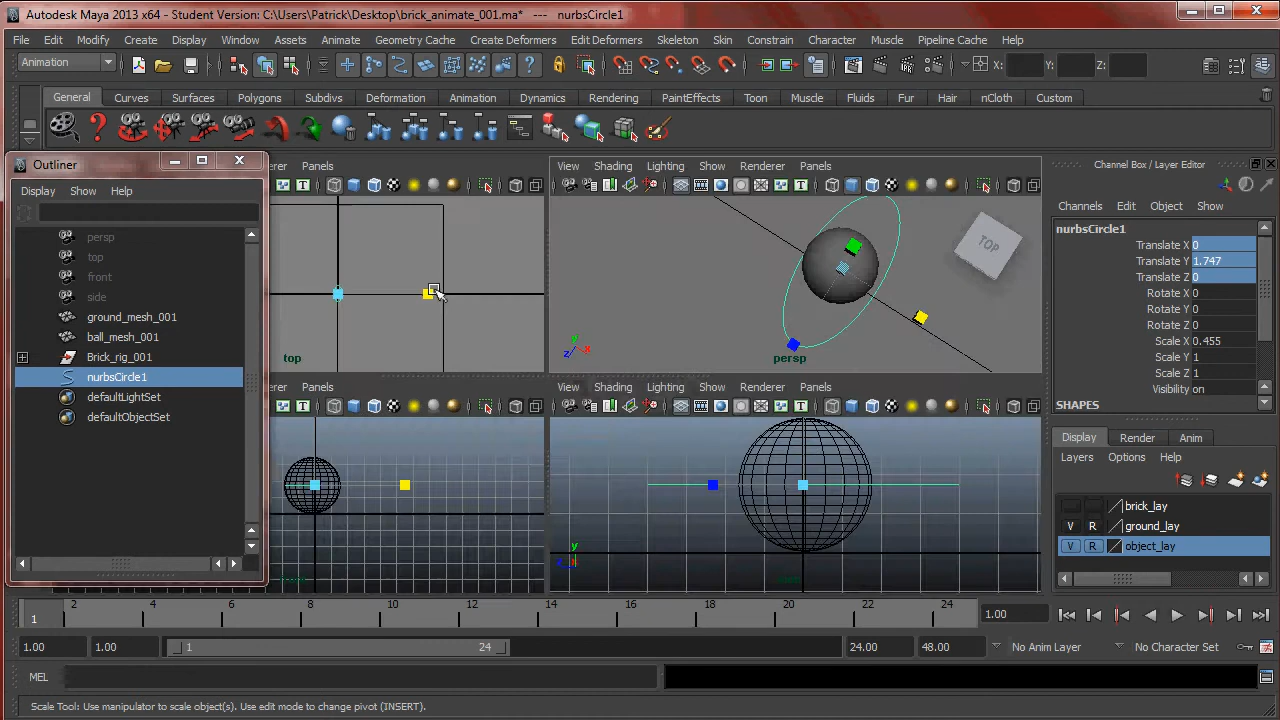 Autodesk Maya 2013 x64 - Student Version: C:\Users\Patrick\Desktop\brick_animate_001.ma* --- nurbsCircle1
File Edit Modify Create Display Window Assets Animate Geometry Cache Create Deformers Edit Deformers Skeleton Skin Constrain Character Muscle Pipeline Cache Help
Animation X: Y: Z:
General Curves Surfaces Polygons Subdivs Deformation Animation Dynamics Rendering PaintEffects Toon Muscle Fluids Fur Hair nCloth Custom
Outliner
Display Show Help
persp
top
front
side
ground_mesh_001
ball_mesh_001
Brick_rig_001
nurbsCircle1
defaultLightSet
defaultObjectSet
Renderer Panels
top
View Shading Lighting Show Renderer Panels
TOP
y
z x
persp
Renderer Panels
View Shading Lighting Show Renderer Panels
y
Channel Box / Layer Editor
Channels Edit Object Show
nurbsCircle1
Translate X 0
Translate Y 1.747
Translate Z 0
Rotate X 0
Rotate Y 0
Rotate Z 0
Scale X 0.455
Scale Y 1
Scale Z 1
Visibility on
SHAPES
Display Render Anim
Layers Options Help
brick_lay
V R ground_lay
V R object_lay
1 2 4 6 8 10 12 14 16 18 20 22 24 1.00
1.00 1.00 1 24 24.00 48.00 No Anim Layer No Character Set
MEL
Scale Tool: Use manipulator to scale object(s). Use edit mode to change pivot (INSERT).